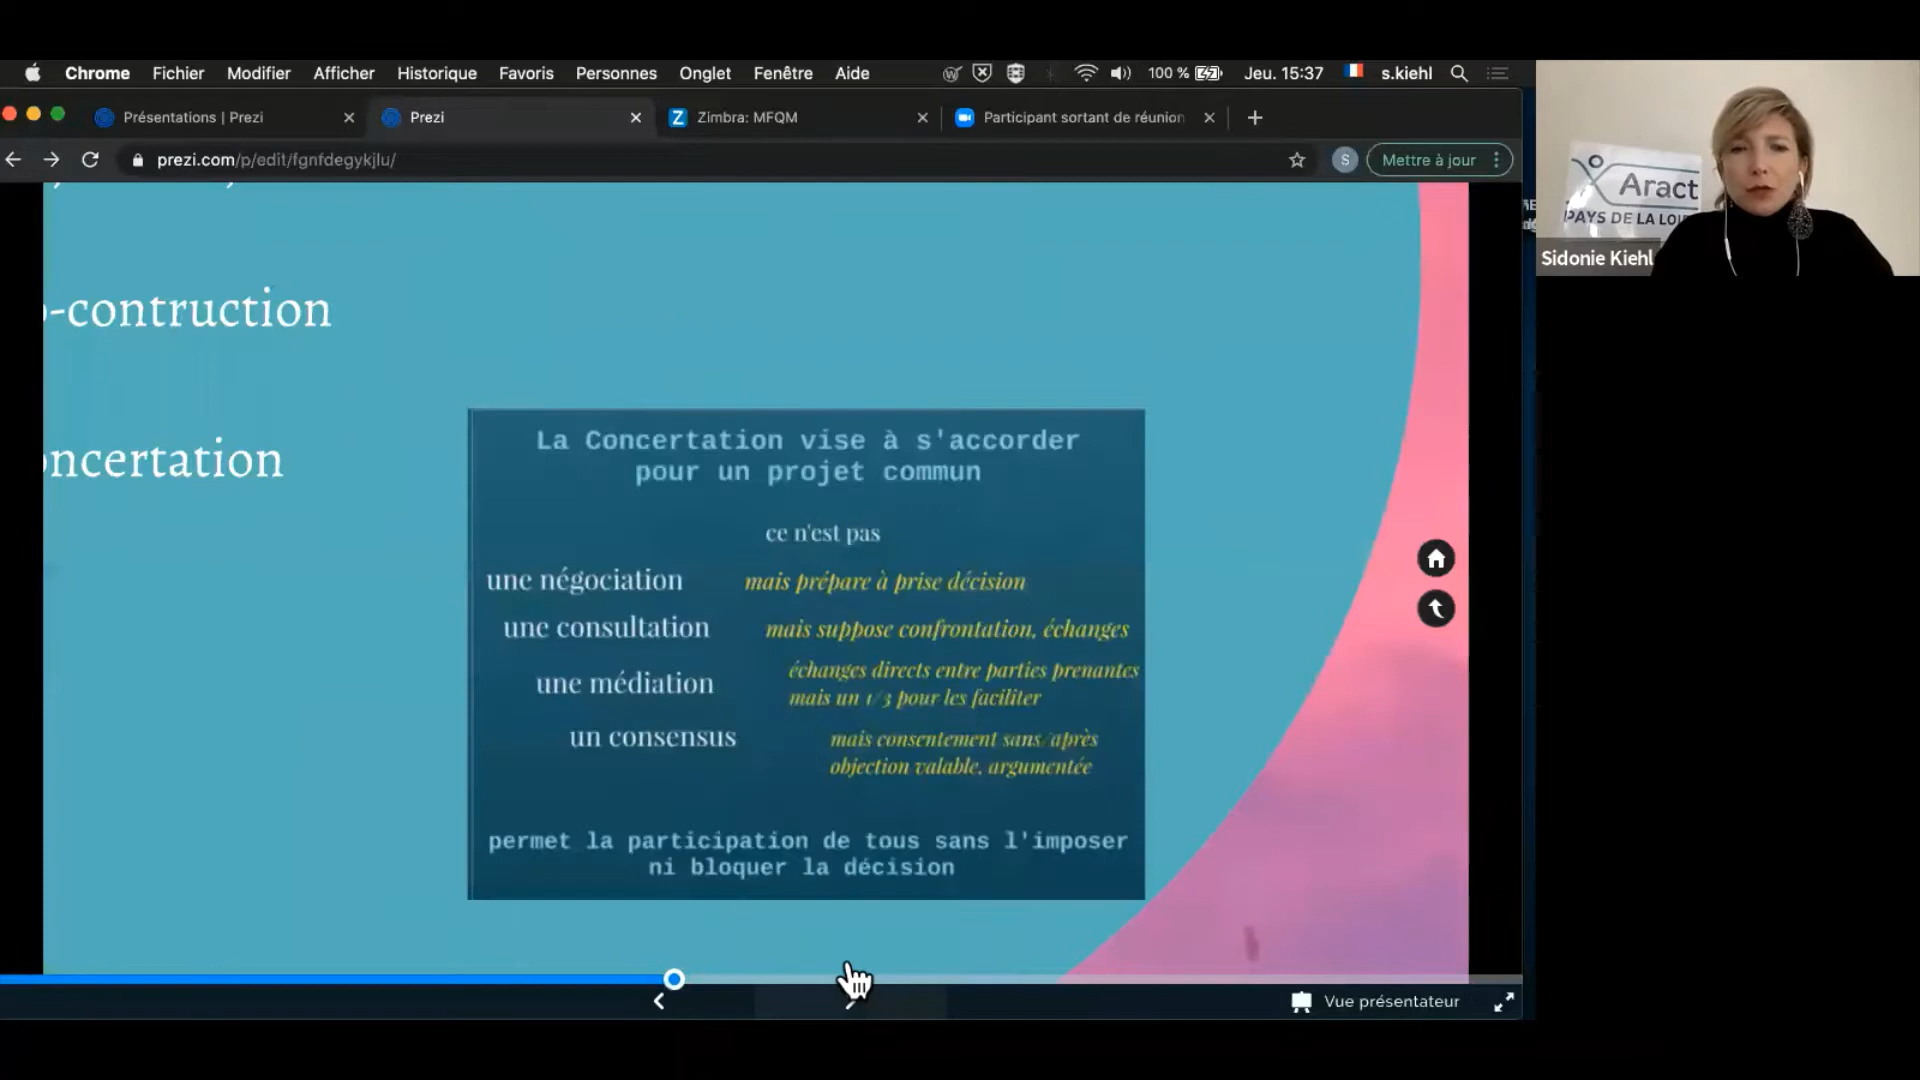 Chrome Fichier Modifier Afficher Historique Favoris Personnes Onglet Fenêtre Aide 100 % Jeu. 15:37 s.kiehl
Présentations | Prezi Prezi Zimbra: MFQM Participant sortant de réunion
prezi.com/p/edit/fgnfdegykjlu/ S Mettre à jour
Aract
PAYS DE LA LOI
Sidonie Kiehl
-contruction
ncertation
La Concertation vise à s'accorder
pour un projet commun
ce n'est pas
une négociation mais prépare à prise décision
une consultation mais suppose confrontation, échanges
échanges directs entre parties prenantes
une médiation
mais un 1/3 pour les faciliter
un consensus mais consentement sans/après
objection valable, argumentée
permet la participation de tous sans l'imposer
ni bloquer la décision
Vue présentateur